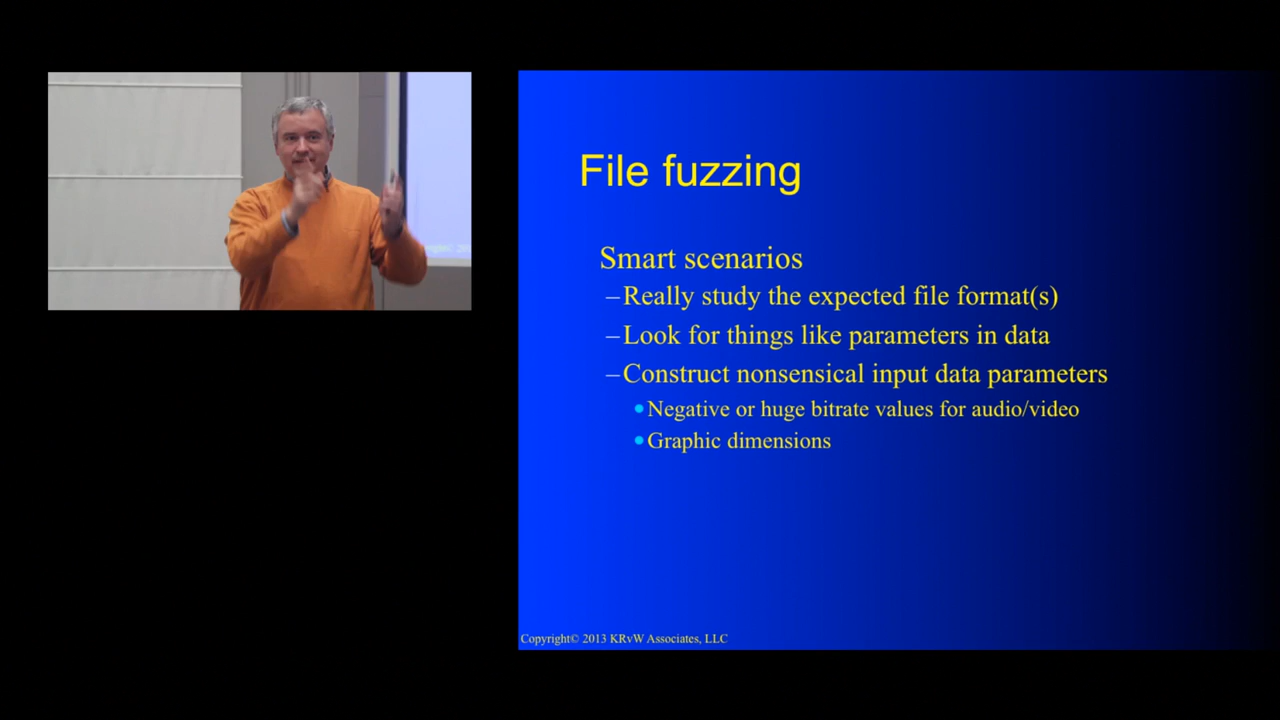 File fuzzing
Smart scenarios
–Really study the expected file format(s)
–Look for things like parameters in data
–Construct nonsensical input data parameters
•Negative or huge bitrate values for audio/video
•Graphic dimensions
Copyright© 2013 KRvW Associates, LLC